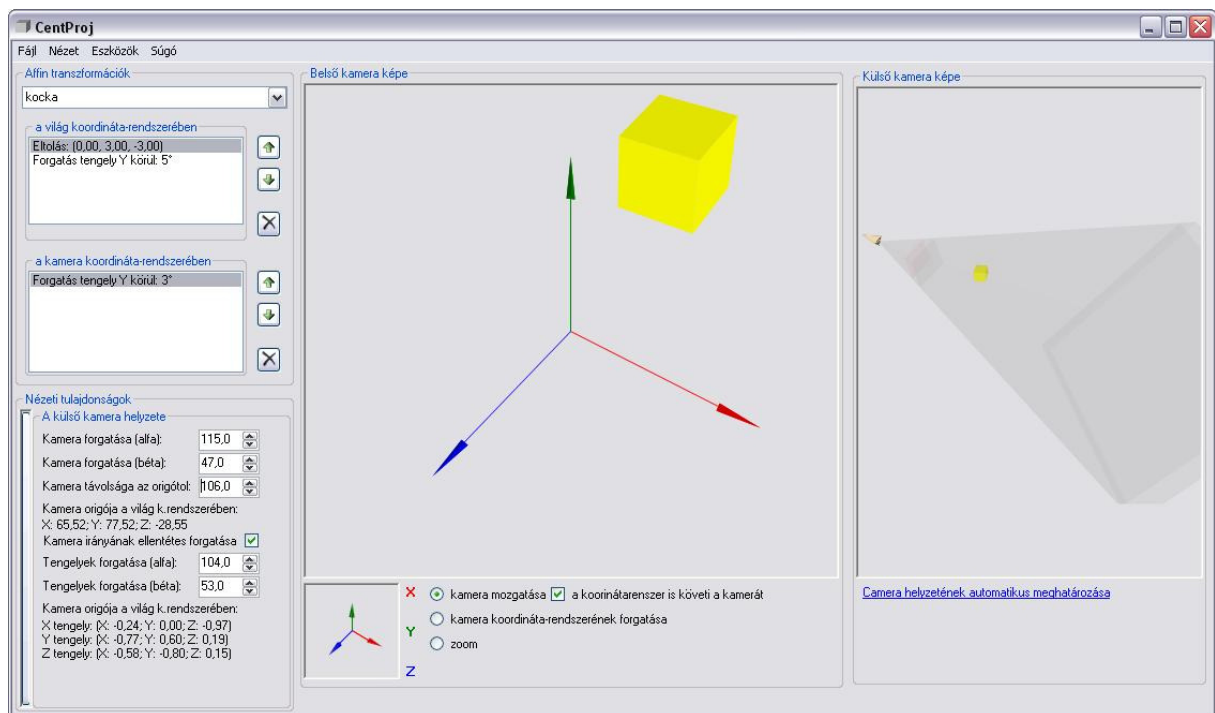 CentProj
Fájl Nézet Eszközök Súgó
Affin transzformációk
kocka
a világ koordináta-rendszerében
Eltolás: (0,00, 3,00, -3,00)
Forgatás tengely Y körül: 5°
a kamera koordináta-rendszerében
Forgatás tengely Y körül: 3°
Nézeti tulajdonságok
A külső kamera helyzete
Kamera forgatása (alfa): 115,0
Kamera forgatása (béta): 47,0
Kamera távolsága az origótol: 106,0
Kamera origója a világ k.rendszerében:
X: 65,52; Y: 77,52; Z: -28,55
Kamera irányának ellentétes forgatása
Tengelyek forgatása (alfa): 104,0
Tengelyek forgatása (béta): 53,0
Kamera origója a világ k.rendszerében:
X tengely: (X: -0,24; Y: 0,00; Z: -0,97)
Y tengely: (X: -0,77; Y: 0,60; Z: 0,19)
Z tengely: (X: -0,58; Y: -0,80; Z: 0,15)
Belső kamera képe
X
Y
Z
kamera mozgatása a koorinátarenszer is követi a kamerát
kamera koordináta-rendszerének forgatása
zoom
Külső kamera képe
Camera helyzetének automatikus meghatározása